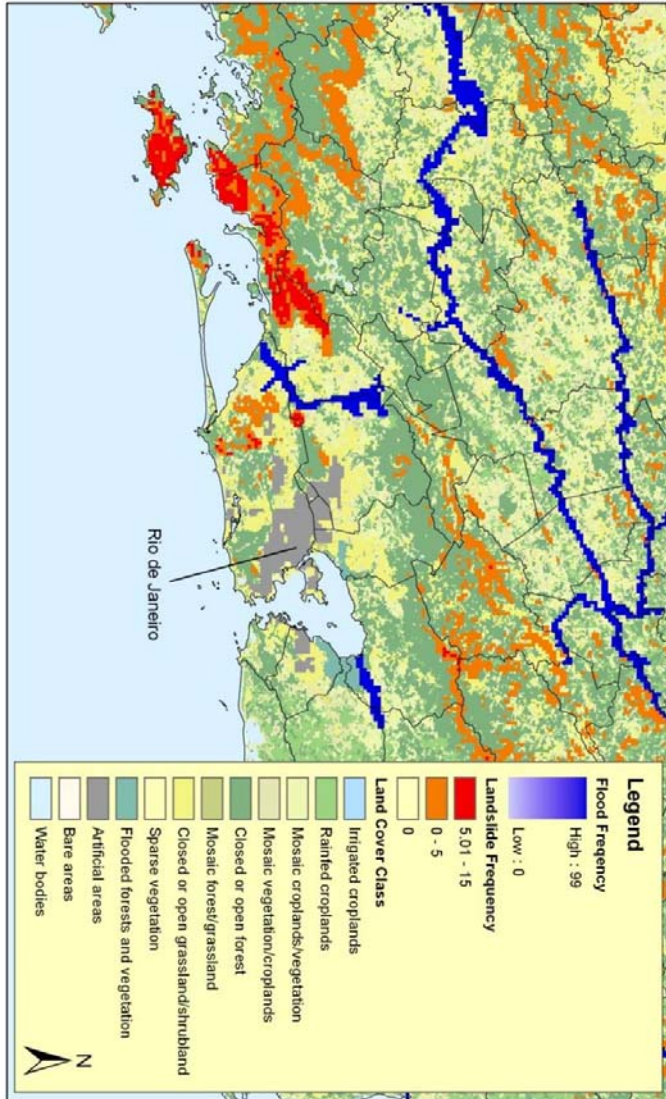 Rio de Janeiro
Legend
Flood Freqency
High : 99
Low : 0
Landslide Frequency
5.01 - 15
0 - 5
0
Land Cover Class
Irrigated croplands
Rainfed croplands
Mosaic croplands/vegetation
Mosaic vegetation/croplands
Closed or open forest
Mosaic forest/grassland
Closed or open grassland/shrubland
Sparse vegetation
Flooded forests and vegetation
Artificial areas
Bare areas
Water bodies
N